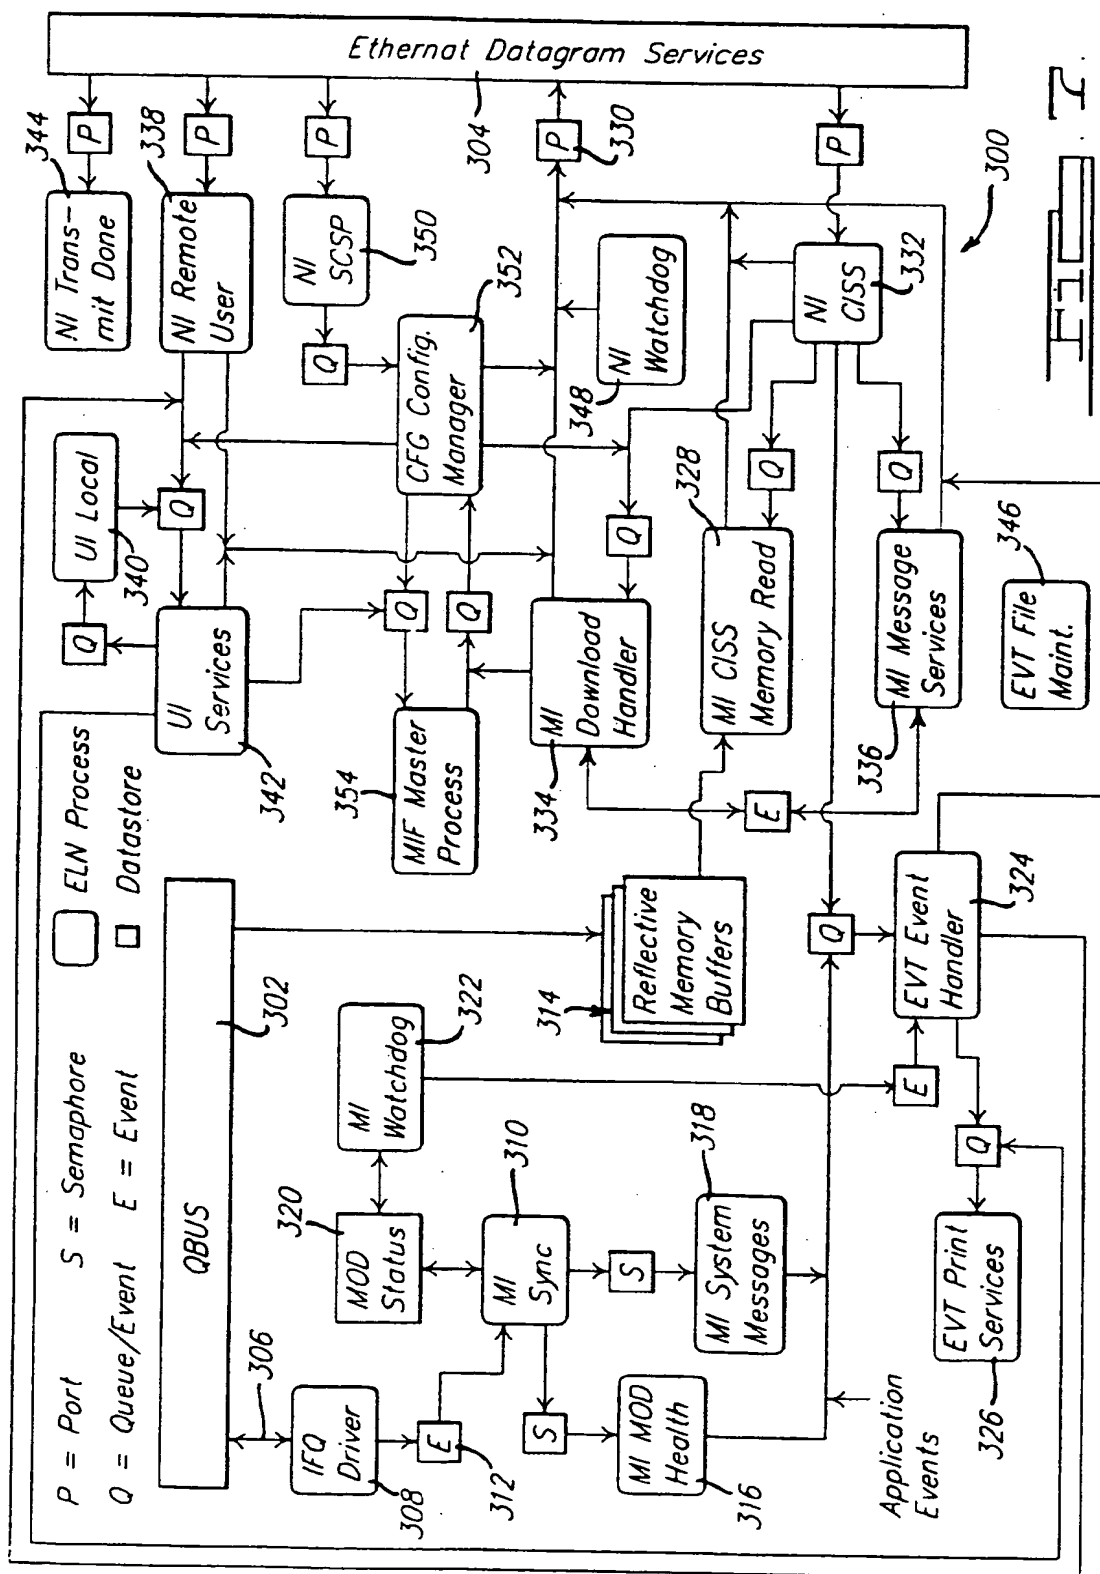 P = Port S = Semaphore
ELN Process
Q = Queue/Event E = Event
Datastore
QBUS
302
306
IFQ
Driver
308
E
312
320
MOD
Status
MI
Watchdog
322
MI
Sync
310
S
S
MI MOD
Health
316
MI System
Messages
318
Application
Events
314
Reflective
Memory
Buffers
UI
Services
342
Q
UI Local
340
Q
NI Trans-
mit Done
344
P
NI Remote
User
338
P
NI
SCSP
350
P
Q
CFG Config.
Manager
352
Q
Q
MIF Master
Process
354
MI
Download
Handler
334
Q
NI
Watchdog
348
P
330
Ethernat Datagram Services
304
MI CISS
Memory Read
328
Q
NI
CISS
332
P
E
Q
MI Message
Services
336
Q
EVT Event
Handler
324
E
Q
EVT Print
Services
326
EVT File
Maint.
346
300
FIG. 7